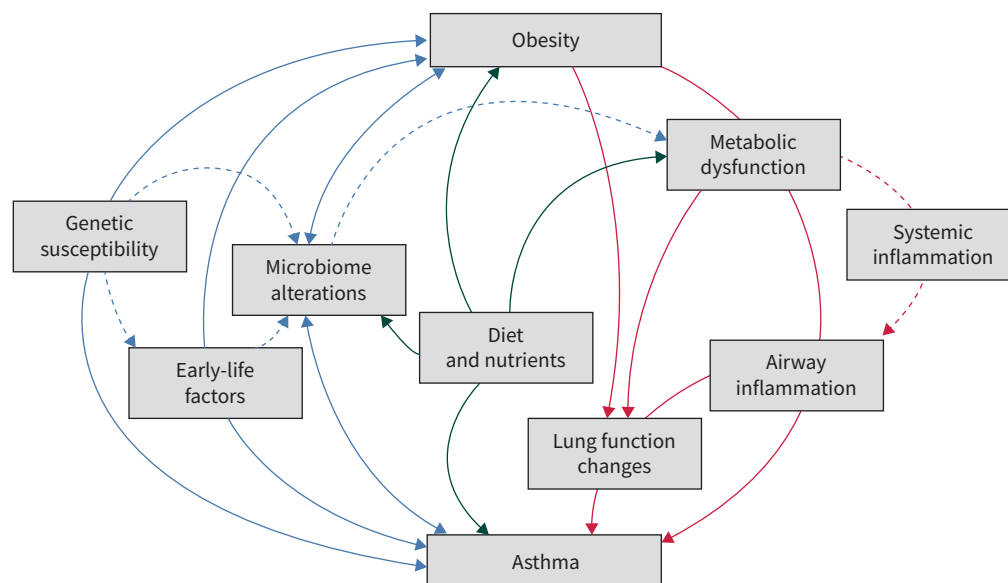 Obesity
Metabolic
dysfunction
Genetic
susceptibility
Systemic
inflammation
Microbiome
alterations
Diet
and nutrients
Early-life
factors
Airway
inflammation
Lung function
changes
Asthma